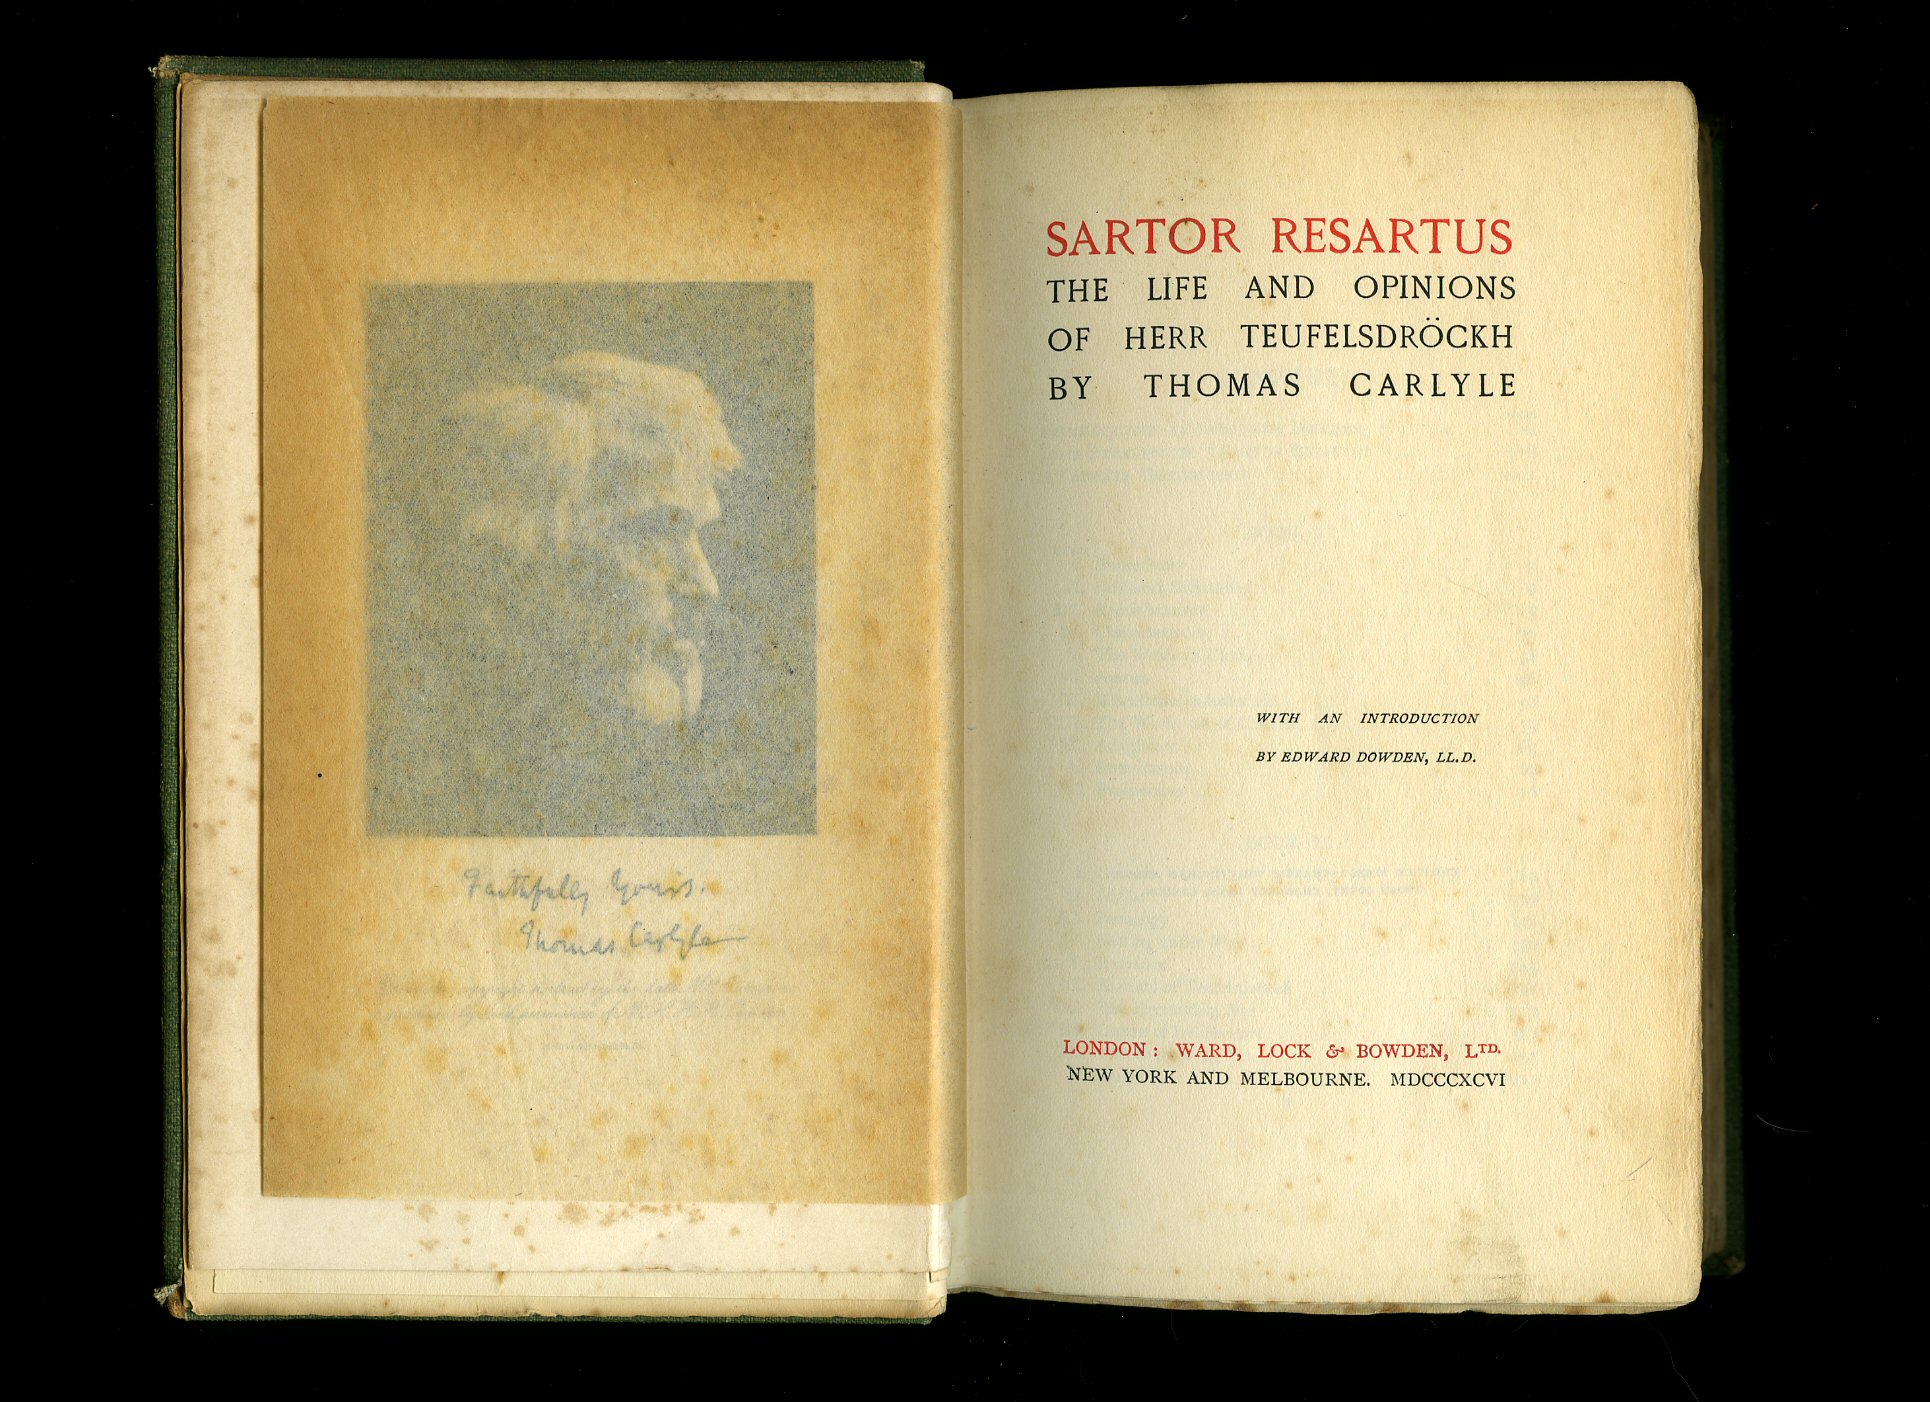 Faithfully Yours.
Thomas Carlyle
SARTOR RESARTUS
THE LIFE AND OPINIONS
OF HERR TEUFELSDRÖCKH
BY THOMAS CARLYLE
WITH AN INTRODUCTION
BY EDWARD DOWDEN, LL.D.
LONDON: WARD, LOCK & BOWDEN, LTD.
NEW YORK AND MELBOURNE. MDCCCXCVI